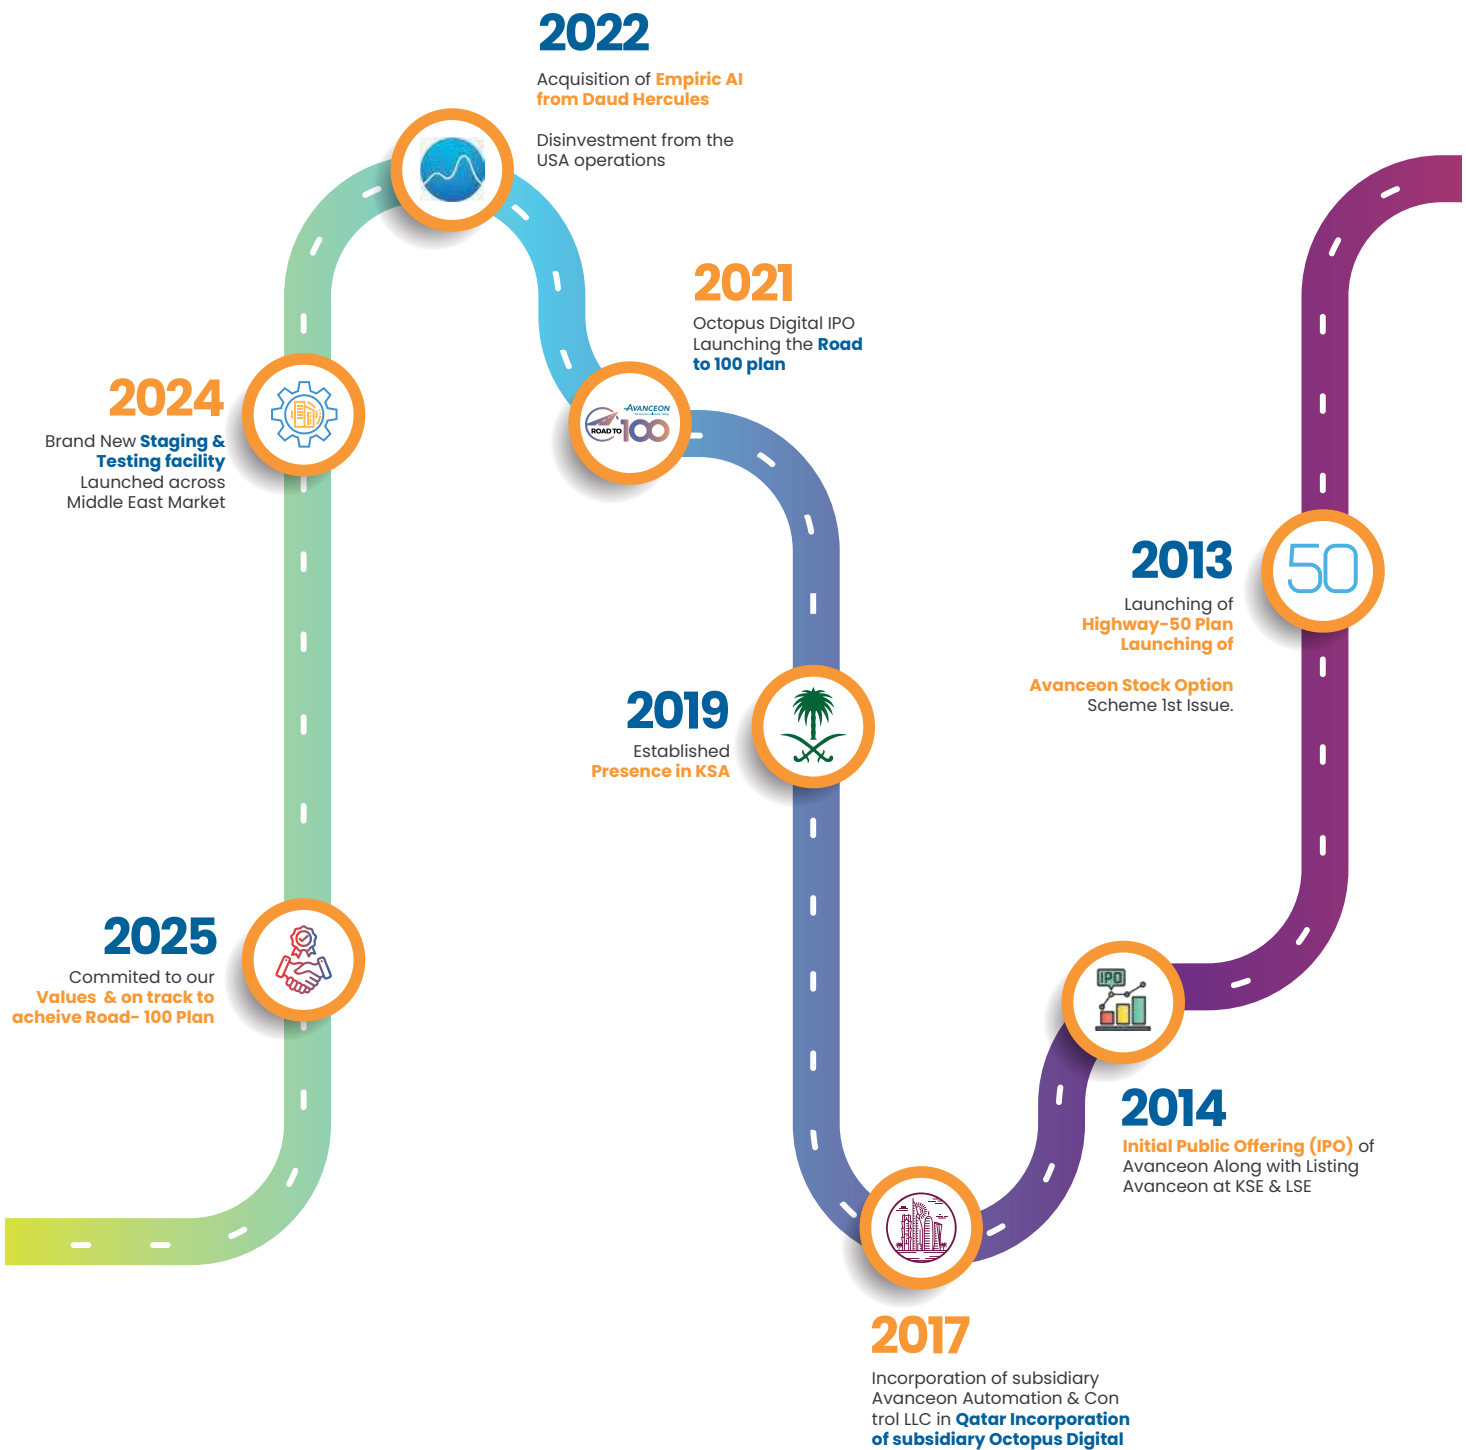 2022
Acquisition of Empiric AI
from Daud Hercules
Disinvestment from the
USA operations
2021
Octopus Digital IPO
Launching the Road
to 100 plan
AVANCEON
ROAD TO 100
2024
Brand New Staging &
Testing facility
Launched across
Middle East Market
2013
Launching of
Highway-50 Plan
Launching of
Avanceon Stock Option
Scheme 1st Issue.
50
2019
Established
Presence in KSA
2025
Commited to our
Values & on track to
acheive Road- 100 Plan
IPO
2014
Initial Public Offering (IPO) of
Avanceon Along with Listing
Avanceon at KSE & LSE
2017
Incorporation of subsidiary
Avanceon Automation & Con
trol LLC in Qatar Incorporation
of subsidiary Octopus Digital